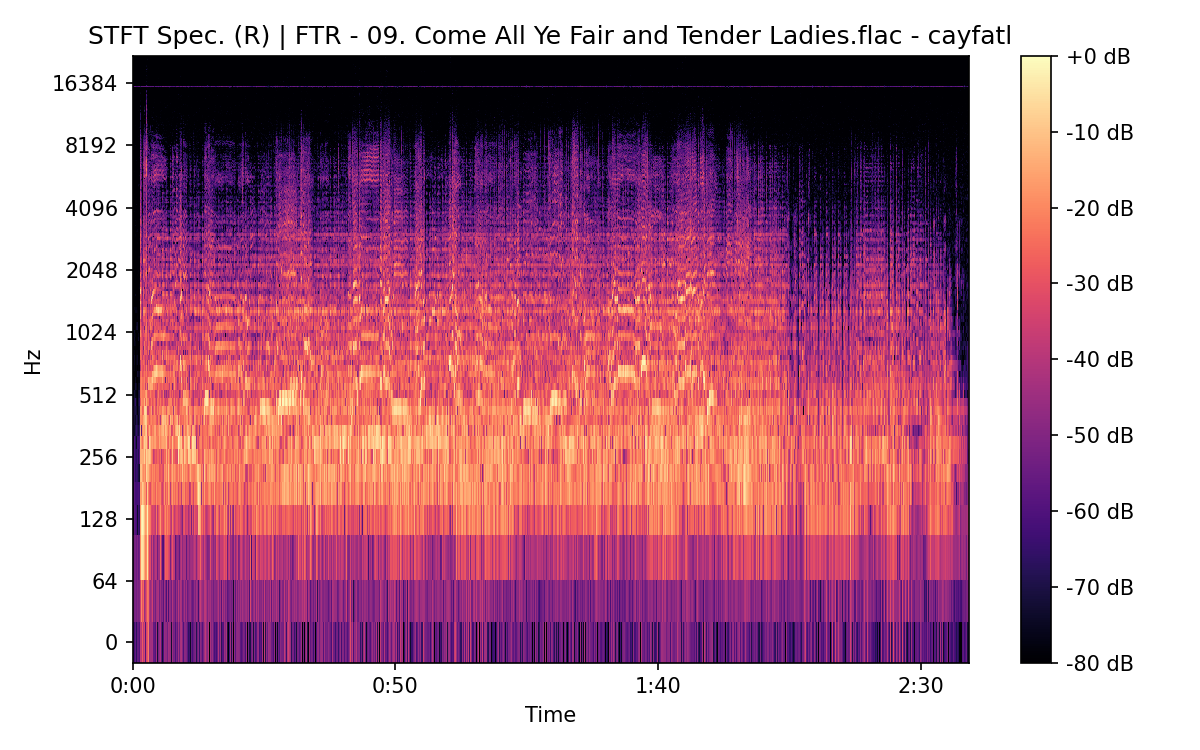 STFT Spec. (R) | FTR - 09. Come All Ye Fair and Tender Ladies.flac - cayfatl
16384
8192
4096
2048
1024
512
256
128
64
0
Hz
0:00
0:50
1:40
2:30
Time
+0 dB
-10 dB
-20 dB
-30 dB
-40 dB
-50 dB
-60 dB
-70 dB
-80 dB